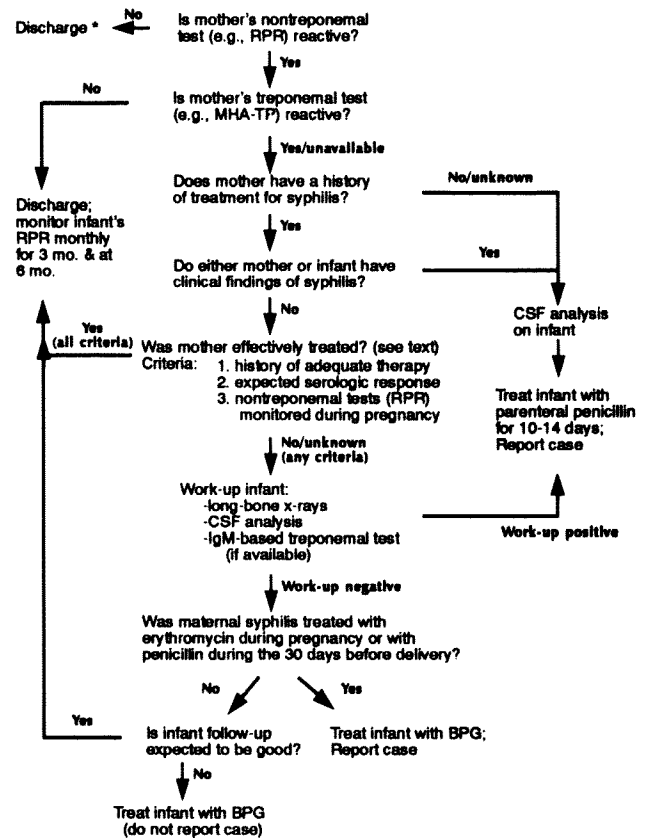 Discharge *
No
Is mother's nontreponemal
test (e.g., RPR) reactive?
Yes
No
Is mother's treponemal test
(e.g., MHA-TP) reactive?
Yes/unavailable
Does mother have a history
of treatment for syphilis?
No/unknown
Discharge;
monitor infant's
RPR monthly
for 3 mo. & at
6 mo.
Yes
Do either mother or infant have
clinical findings of syphilis?
Yes
No
CSF analysis
on infant
Yes
(all criteria)
Was mother effectively treated? (see text)
Criteria: 1. history of adequate therapy
2. expected serologic response
3. nontreponemal tests (RPR)
monitored during pregnancy
Treat infant with
parenteral penicillin
for 10-14 days;
Report case
No/unknown
(any criteria)
Work-up infant:
-long-bone x-rays
-CSF analysis
-IgM-based treponemal test
(if available)
Work-up positive
Work-up negative
Was maternal syphilis treated with
erythromycin during pregnancy or with
penicillin during the 30 days before delivery?
No
Yes
Yes
Is infant follow-up
expected to be good?
Treat infant with BPG;
Report case
No
Treat infant with BPG
(do not report case)